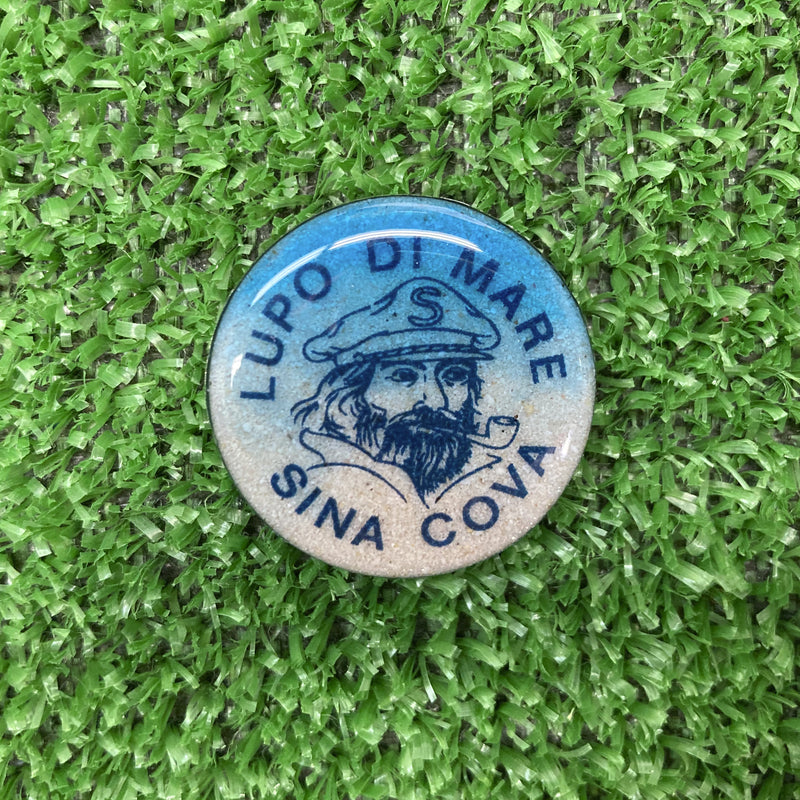 LUPO DI MARE
S
SINA COVA